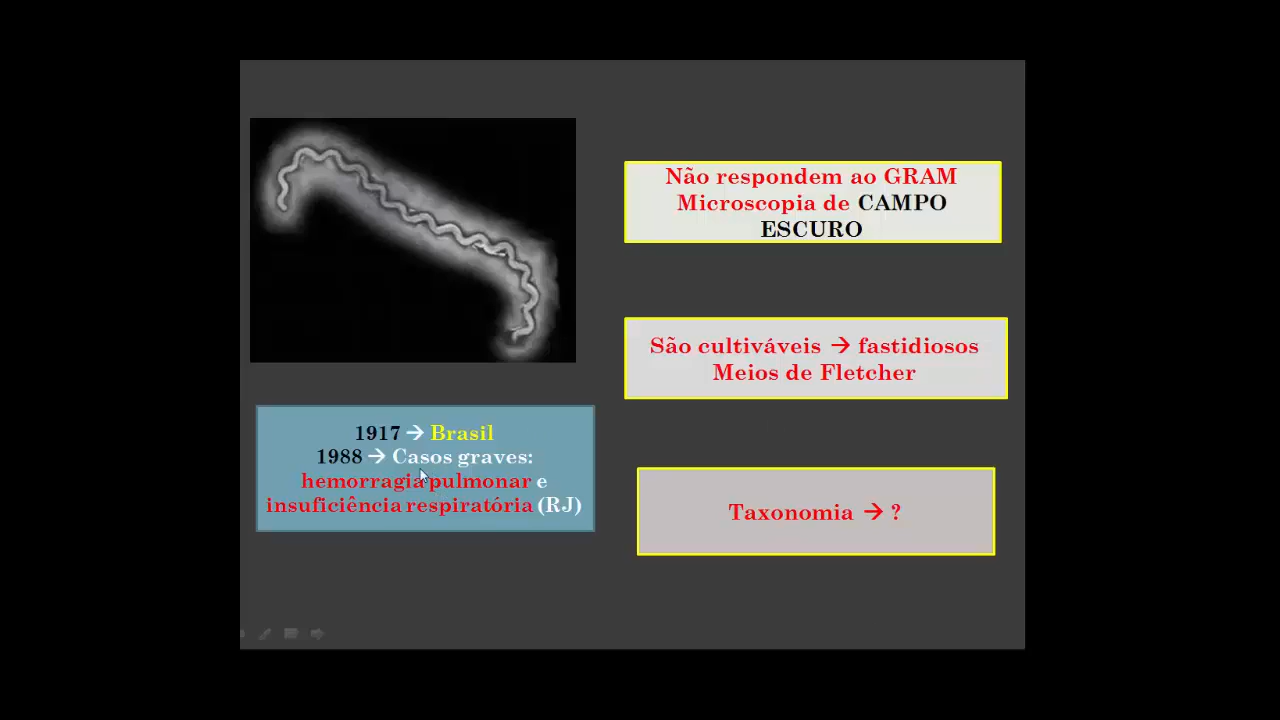 Não respondem ao GRAM
Microscopia de CAMPO
ESCURO
São cultiváveis → fastidiosos
Meios de Fletcher
1917 → Brasil
1988 → Casos graves:
hemorragia pulmonar e
insuficiência respiratória (RJ)
Taxonomia → ?